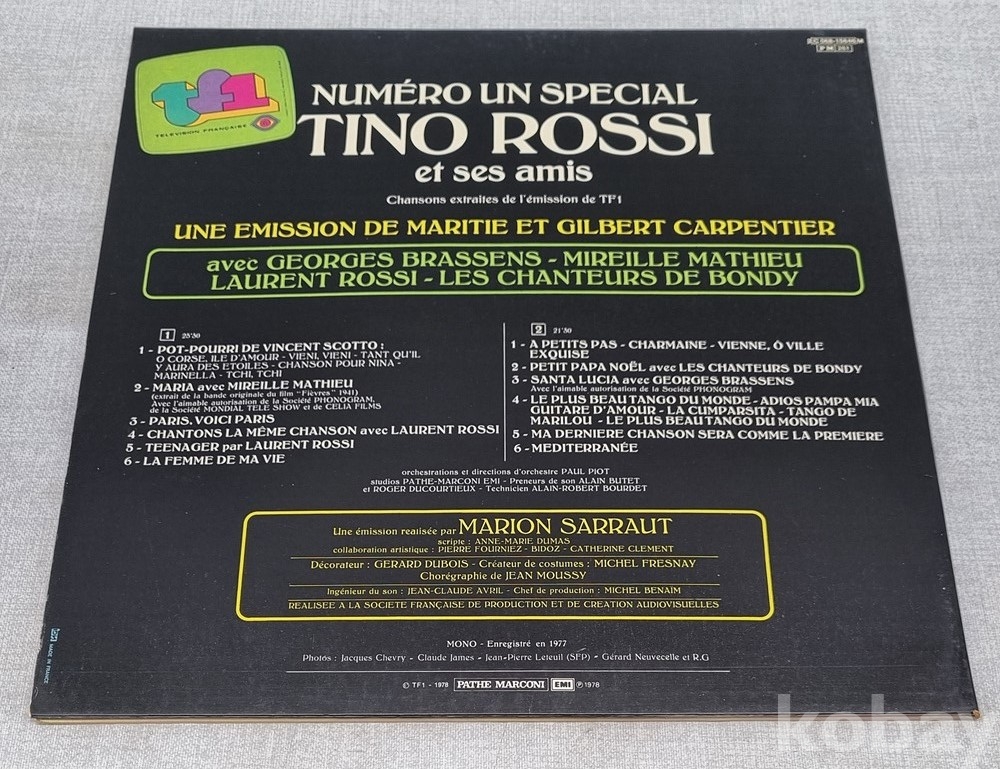 2C 068-15646 M
PM 261
tf1
TELEVISION FRANÇAISE
NUMÉRO UN SPECIAL
TINO ROSSI
et ses amis
Chansons extraites de l'émission de TF1
UNE EMISSION DE MARITIE ET GILBERT CARPENTIER
avec GEORGES BRASSENS - MIREILLE MATHIEU
LAURENT ROSSI - LES CHANTEURS DE BONDY
1 25'30
1 - POT-POURRI DE VINCENT SCOTTO :
O CORSE, ILE D'AMOUR - VIENI, VIENI - TANT QU'IL
Y AURA DES ETOILES - CHANSON POUR NINA -
MARINELLA - TCHI, TCHI
2 - MARIA avec MIREILLE MATHIEU
(extrait de la bande originale du film "Fièvres" 1941)
Avec l'aimable autorisation de la Société PHONOGRAM,
de la Société MONDIAL TELE SHOW et de CELIA FILMS
3 - PARIS, VOICI PARIS
4 - CHANTONS LA MÊME CHANSON avec LAURENT ROSSI
5 - TEENAGER par LAURENT ROSSI
6 - LA FEMME DE MA VIE
2 21'30
1 - A PETITS PAS - CHARMAINE - VIENNE, Ô VILLE
EXQUISE
2 - PETIT PAPA NOËL avec LES CHANTEURS DE BONDY
3 - SANTA LUCIA avec GEORGES BRASSENS
Avec l'aimable autorisation de la Société PHONOGRAM
4 - LE PLUS BEAU TANGO DU MONDE - ADIOS PAMPA MIA
GUITARE D'AMOUR - LA CUMPARSITA - TANGO DE
MARILOU - LE PLUS BEAU TANGO DU MONDE
5 - MA DERNIERE CHANSON SERA COMME LA PREMIERE
6 - MEDITERRANÉE
orchestrations et directions d'orchestre PAUL PIOT
studios PATHE-MARCONI EMI - Preneurs de son ALAIN BUTET
et ROGER DUCOURTIEUX - Technicien ALAIN-ROBERT BOURDET
Une émission realisée par MARION SARRAUT
scripte : ANNE-MARIE DUMAS
collaboration artistique : PIERRE FOURNIEZ - BIDOZ - CATHERINE CLEMENT
Décorateur : GERARD DUBOIS - Créateur de costumes : MICHEL FRESNAY
Chorégraphie de JEAN MOUSSY
Ingénieur du son : JEAN-CLAUDE AVRIL - Chef de production : MICHEL BENAÏM
REALISEE A LA SOCIETE FRANÇAISE DE PRODUCTION ET DE CREATION AUDIOVISUELLES
MONO - Enregistré en 1977
Photos : Jacques Chevry - Claude James - Jean-Pierre Leteuil (SFP) - Gérard Neuvecelle et R.G
© TF1 - 1978 PATHE MARCONI EMI ℗ 1978
MADE IN FRANCE
kobay